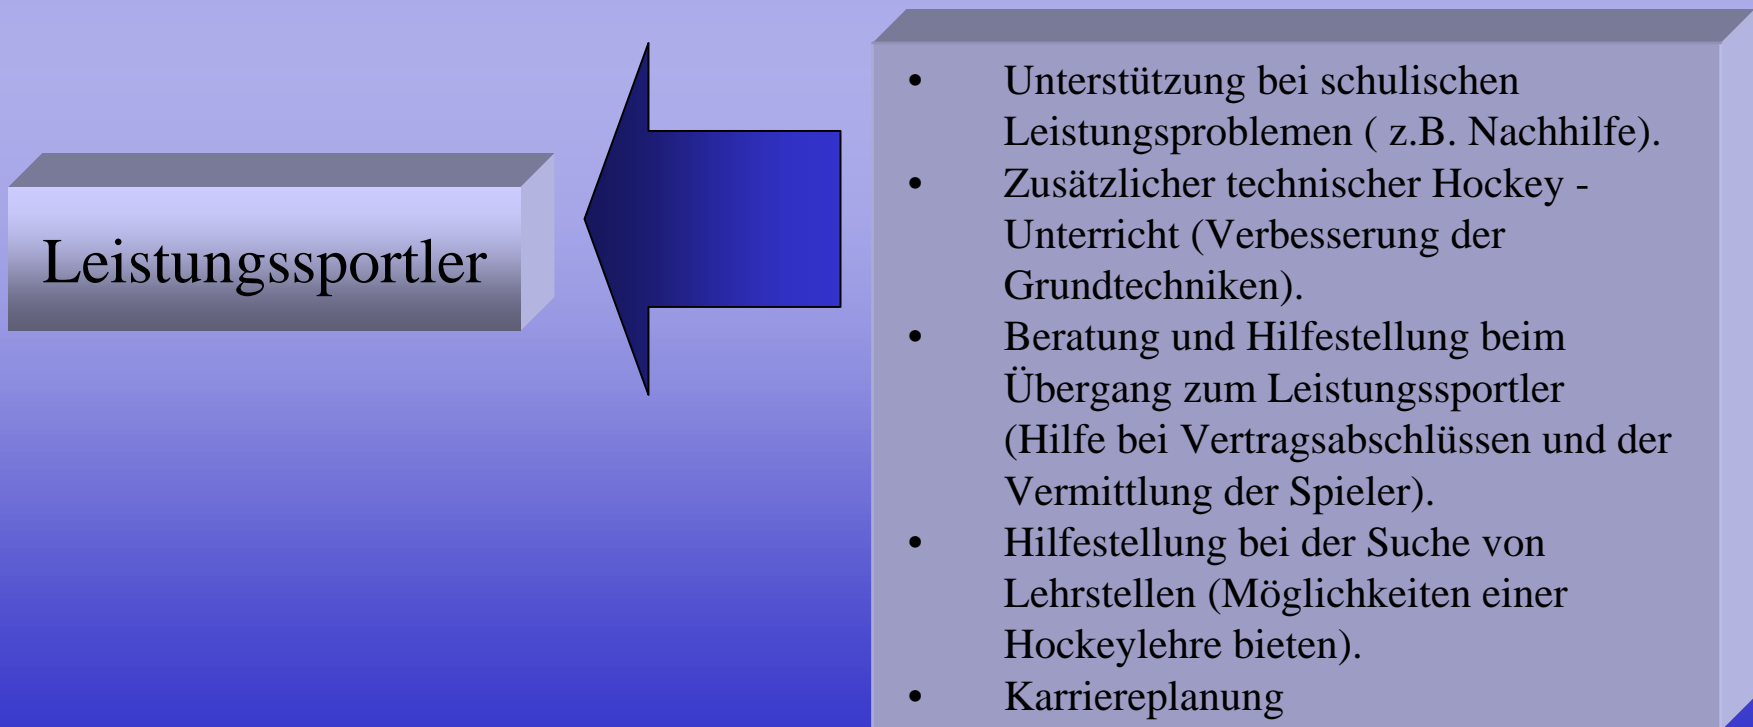 Leistungssportler
• Unterstützung bei schulischen
Leistungsproblemen ( z.B. Nachhilfe).
• Zusätzlicher technischer Hockey -
Unterricht (Verbesserung der
Grundtechniken).
• Beratung und Hilfestellung beim
Übergang zum Leistungssportler
(Hilfe bei Vertragsabschlüssen und der
Vermittlung der Spieler).
• Hilfestellung bei der Suche von
Lehrstellen (Möglichkeiten einer
Hockeylehre bieten).
• Karriereplanung